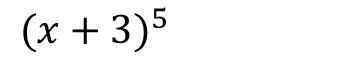 (𝑥 + 3)⁵